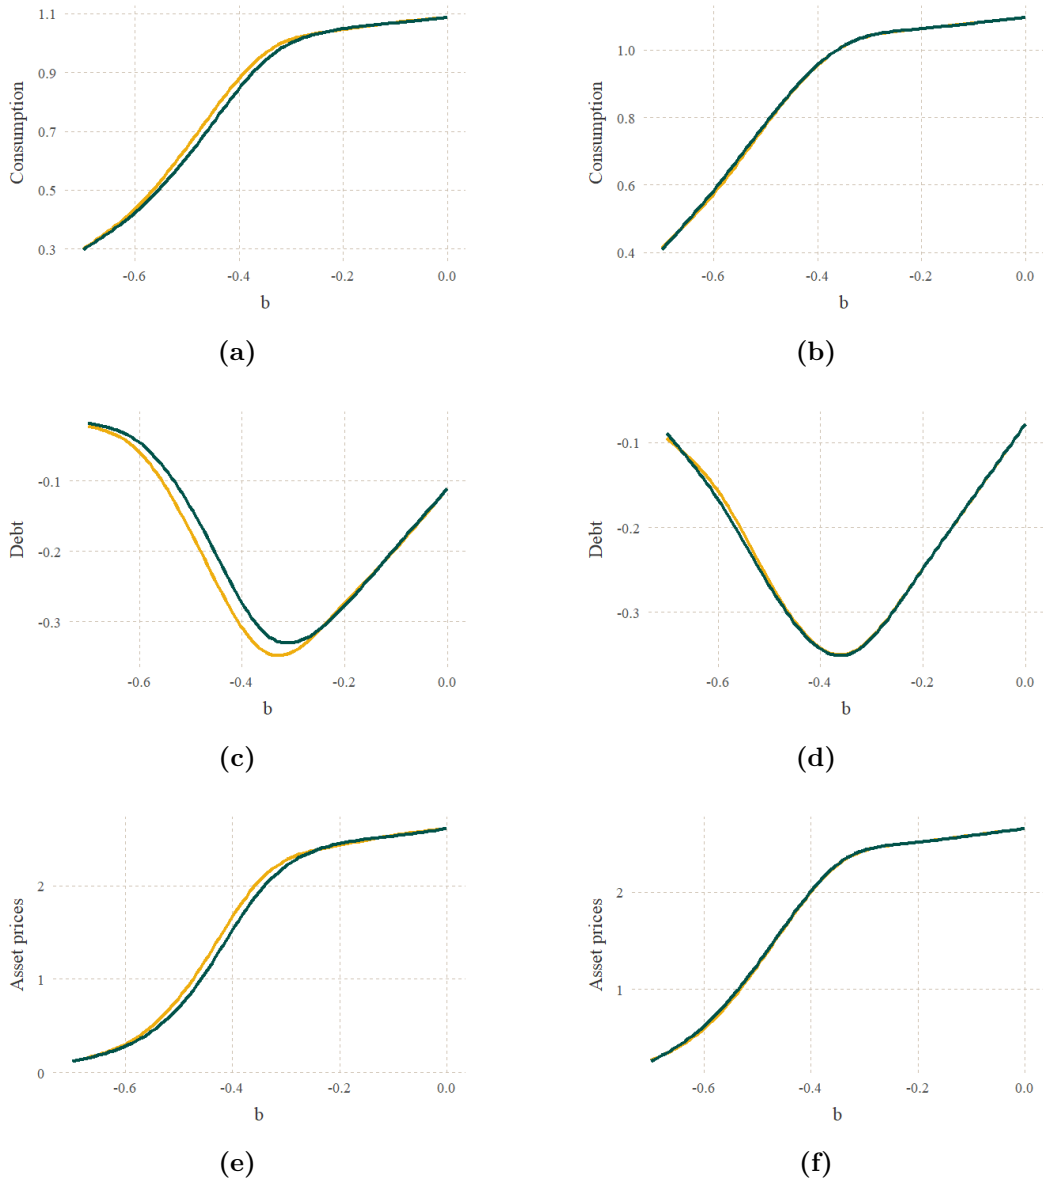 Consumption
1.1
0.9
0.7
0.5
0.3
-0.6 -0.4 -0.2 0.0
b
(a)
Consumption
1.0
0.8
0.6
0.4
-0.6 -0.4 -0.2 0.0
b
(b)
Debt
-0.1
-0.2
-0.3
-0.6 -0.4 -0.2 0.0
b
(c)
Debt
-0.1
-0.2
-0.3
-0.6 -0.4 -0.2 0.0
b
(d)
Asset prices
2
1
0
-0.6 -0.4 -0.2 0.0
b
(e)
Asset prices
2
1
-0.6 -0.4 -0.2 0.0
b
(f)